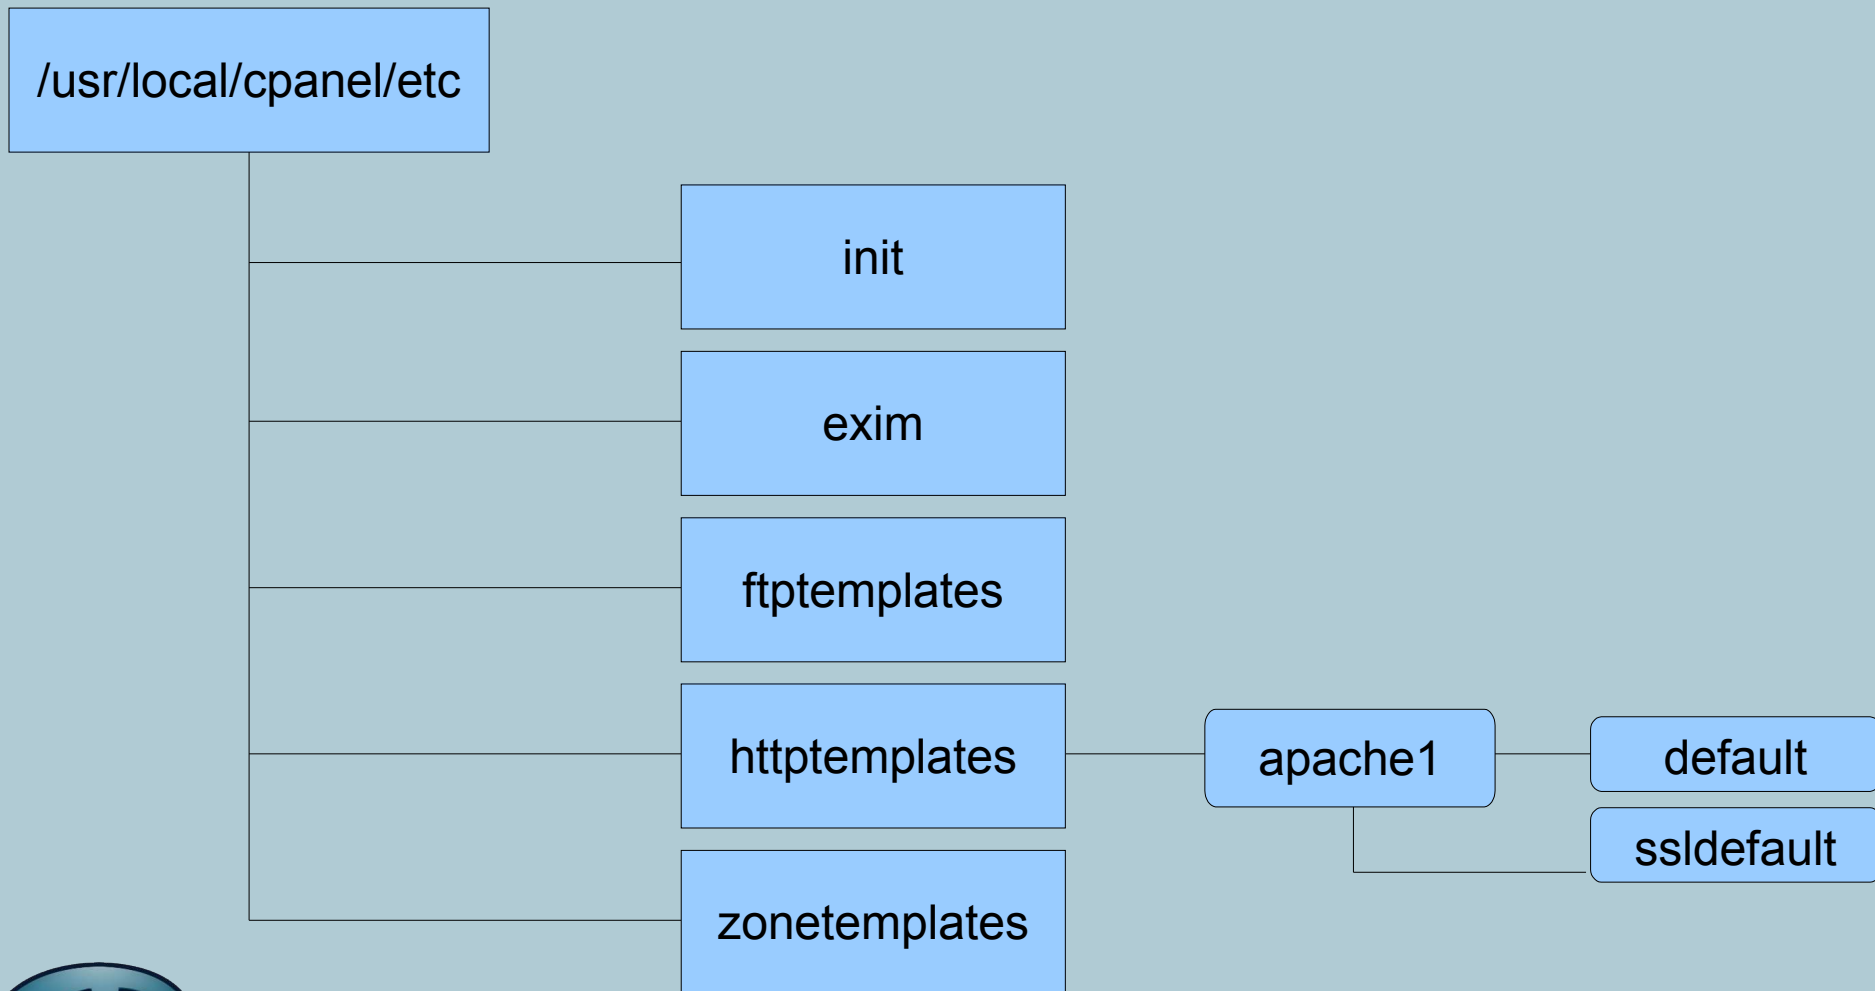 /usr/local/cpanel/etc
init
exim
ftptemplates
httptemplates
apache1
default
ssldefault
zonetemplates